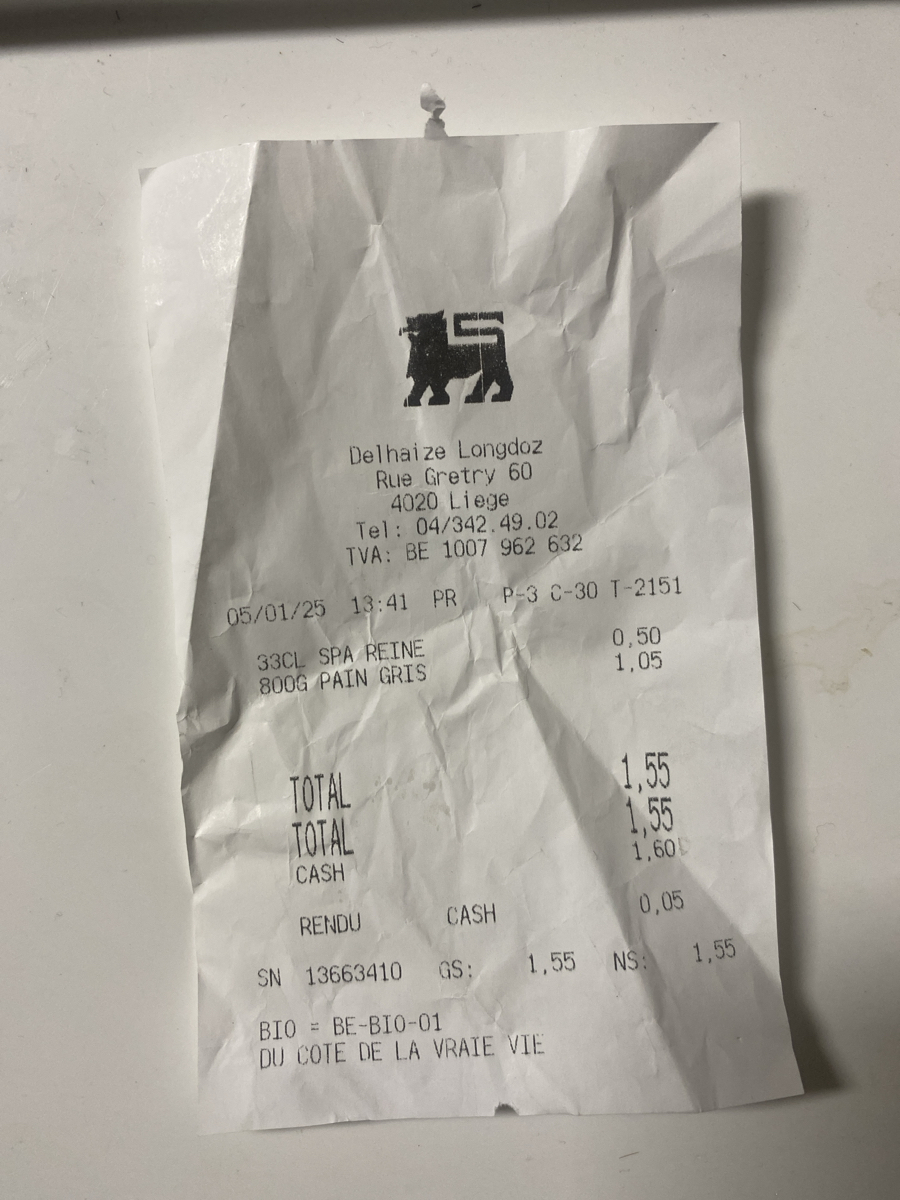 Delhaize Longdoz
Rue Gretry 60
4020 Liege
Tel: 04/342.49.02
TVA: BE 1007 962 632
05/01/25 13:41 PR P-3 C-30 T-2151
33CL SPA REINE 0,50
800G PAIN GRIS 1,05
TOTAL 1,55
TOTAL 1,55
CASH 1,60
RENDU CASH 0,05
SN 13663410 GS: 1,55 NS: 1,55
BIO = BE-BIO-01
DU COTE DE LA VRAIE VIE